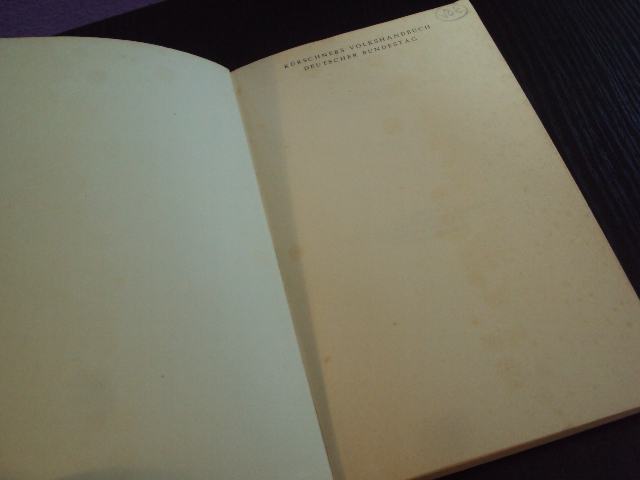 KÜRSCHNERS VOLKSHANDBUCH
DEUTSCHER BUNDESTAG